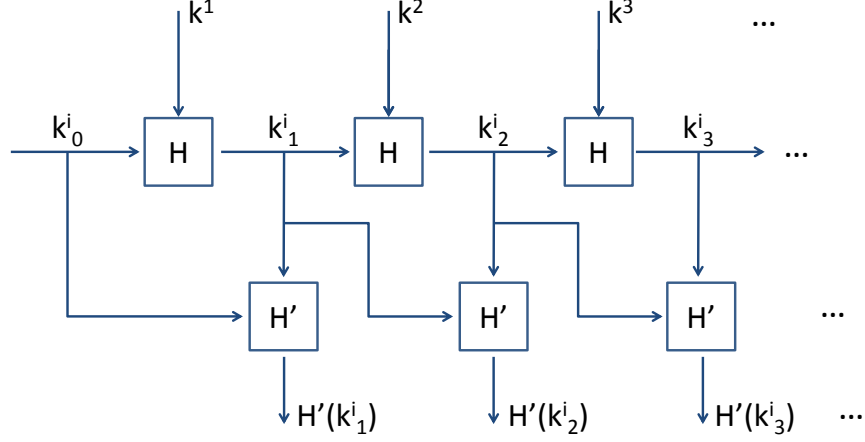 k¹ k² k³ ...
kⁱ₀ H kⁱ₁ H kⁱ₂ H kⁱ₃ ...
H’ H’ H’ ...
H’(kⁱ₁) H’(kⁱ₂) H’(kⁱ₃) ...